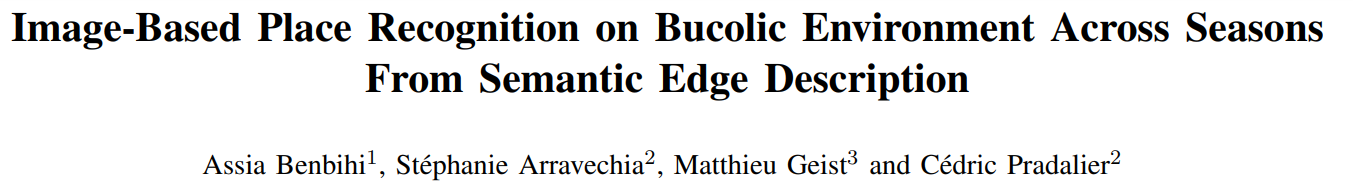 Image-Based Place Recognition on Bucolic Environment Across Seasons
From Semantic Edge Description
Assia Benbihi¹, Stéphanie Arravechia², Matthieu Geist³ and Cédric Pradalier²